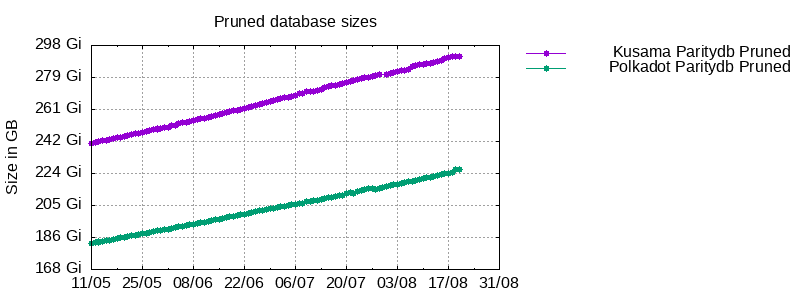 Pruned database sizes
298 Gi
279 Gi
261 Gi
242 Gi
224 Gi
205 Gi
186 Gi
168 Gi
Size in GB
11/05 25/05 08/06 22/06 06/07 20/07 03/08 17/08 31/08
Kusama Paritydb Pruned
Polkadot Paritydb Pruned